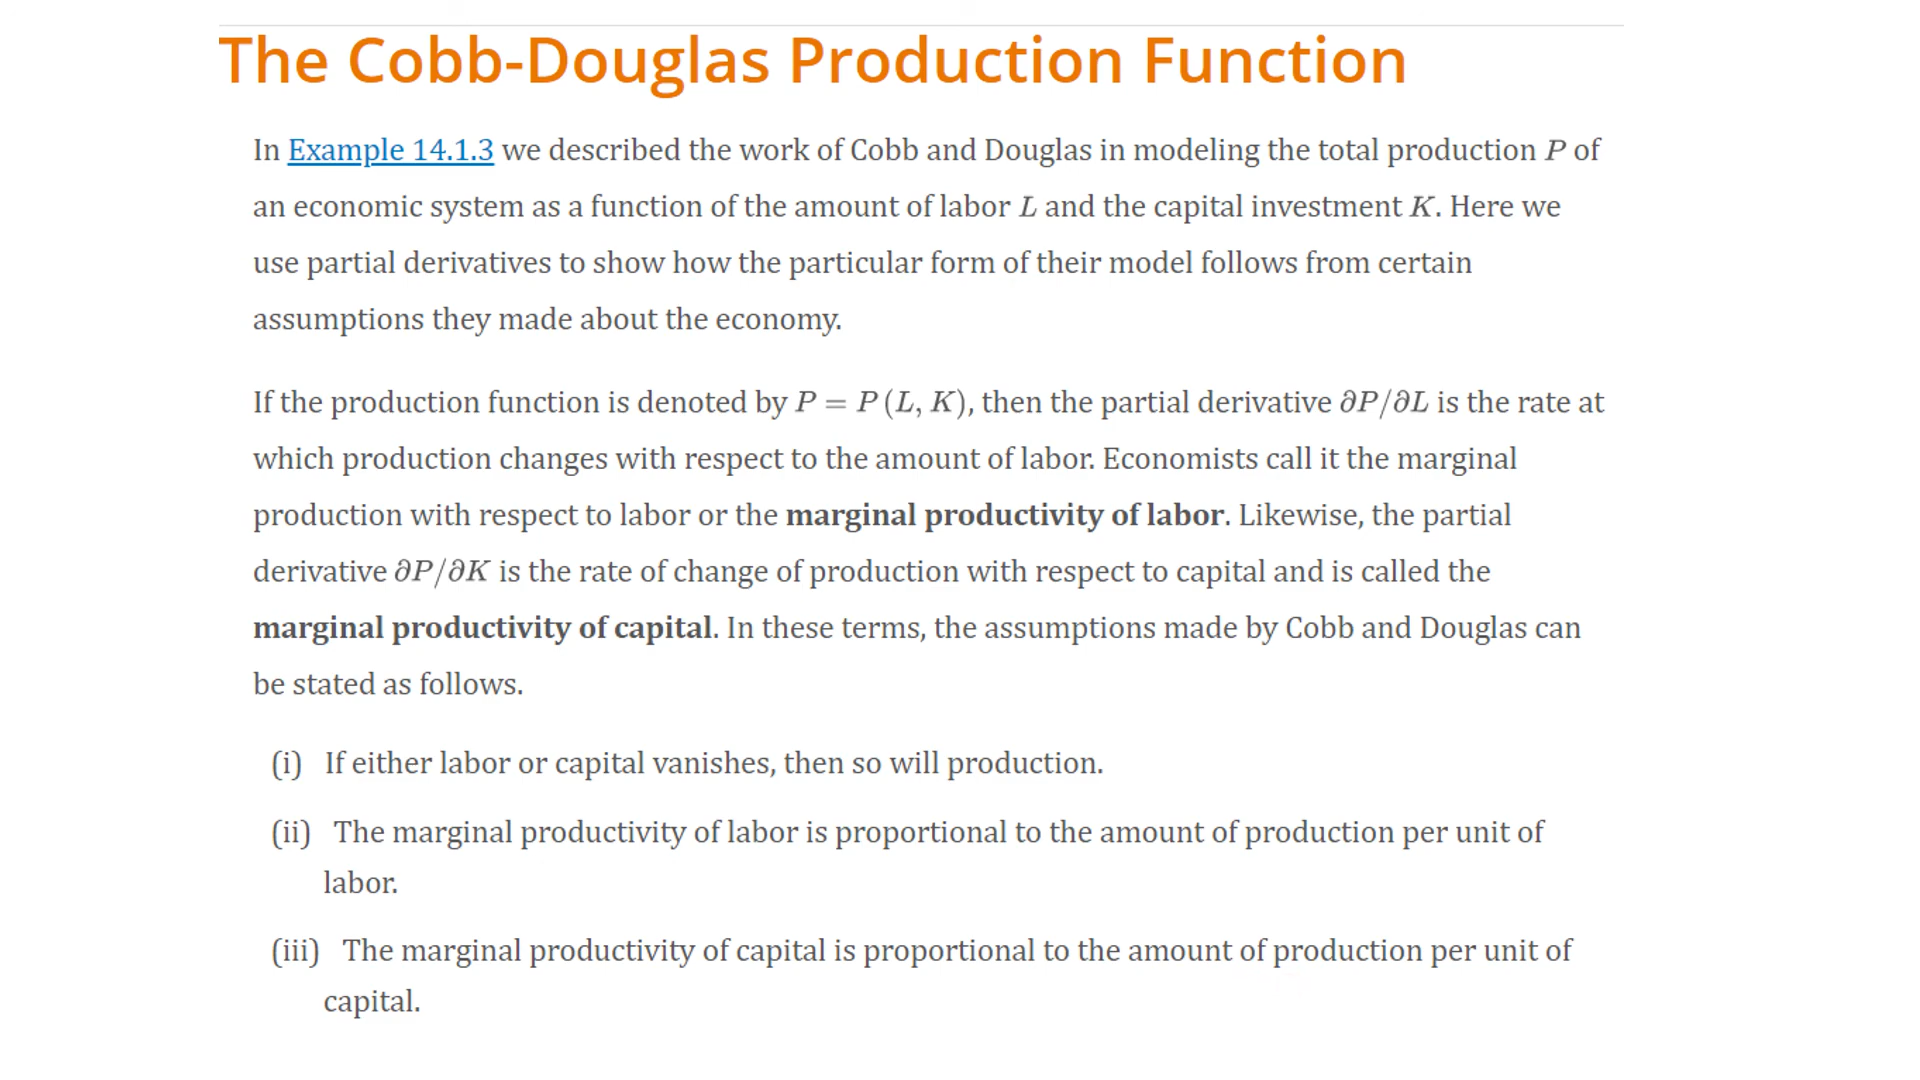 The Cobb-Douglas Production Function
In Example 14.1.3 we described the work of Cobb and Douglas in modeling the total production P of
an economic system as a function of the amount of labor L and the capital investment K. Here we
use partial derivatives to show how the particular form of their model follows from certain
assumptions they made about the economy.
If the production function is denoted by P = P (L, K), then the partial derivative ∂P/∂L is the rate at
which production changes with respect to the amount of labor. Economists call it the marginal
production with respect to labor or the marginal productivity of labor. Likewise, the partial
derivative ∂P/∂K is the rate of change of production with respect to capital and is called the
marginal productivity of capital. In these terms, the assumptions made by Cobb and Douglas can
be stated as follows.
(i) If either labor or capital vanishes, then so will production.
(ii) The marginal productivity of labor is proportional to the amount of production per unit of
labor.
(iii) The marginal productivity of capital is proportional to the amount of production per unit of
capital.